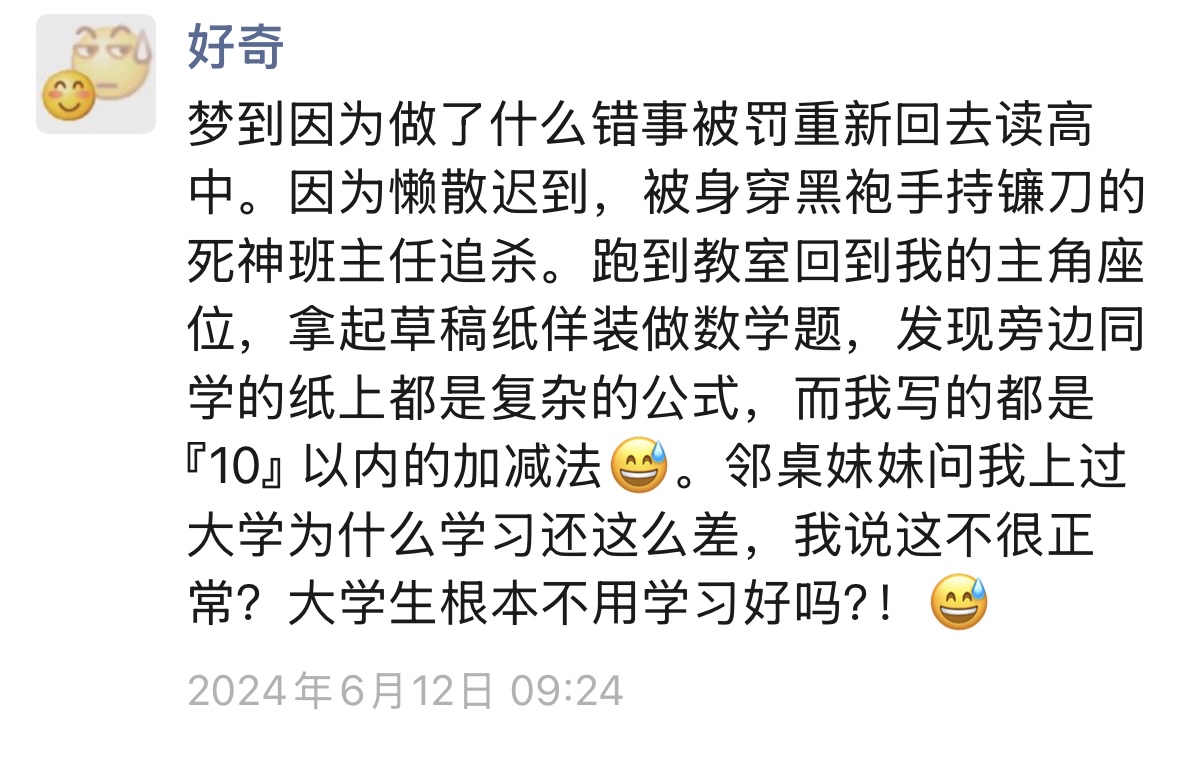 好奇
梦到因为做了什么错事被罚重新回去读高
中。因为懒散迟到，被身穿黑袍手持镰刀的
死神班主任追杀。跑到教室回到我的主角座
位，拿起草稿纸佯装做数学题，发现旁边同
学的纸上都是复杂的公式，而我写的都是
『10』以内的加减法😅。邻桌妹妹问我上过
大学为什么学习还这么差，我说这不很正
常？大学生根本不用学习好吗？！😅
2024年6月12日 09:24